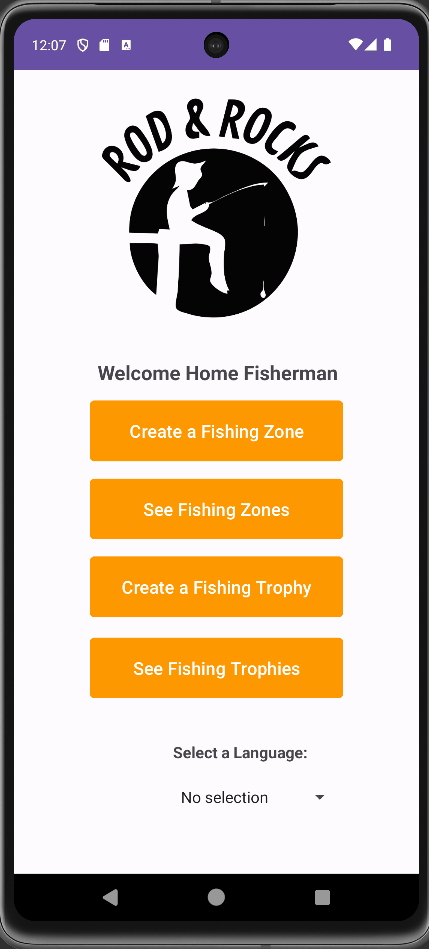 12:07
ROD & ROCKS
Welcome Home Fisherman
Create a Fishing Zone
See Fishing Zones
Create a Fishing Trophy
See Fishing Trophies
Select a Language:
No selection